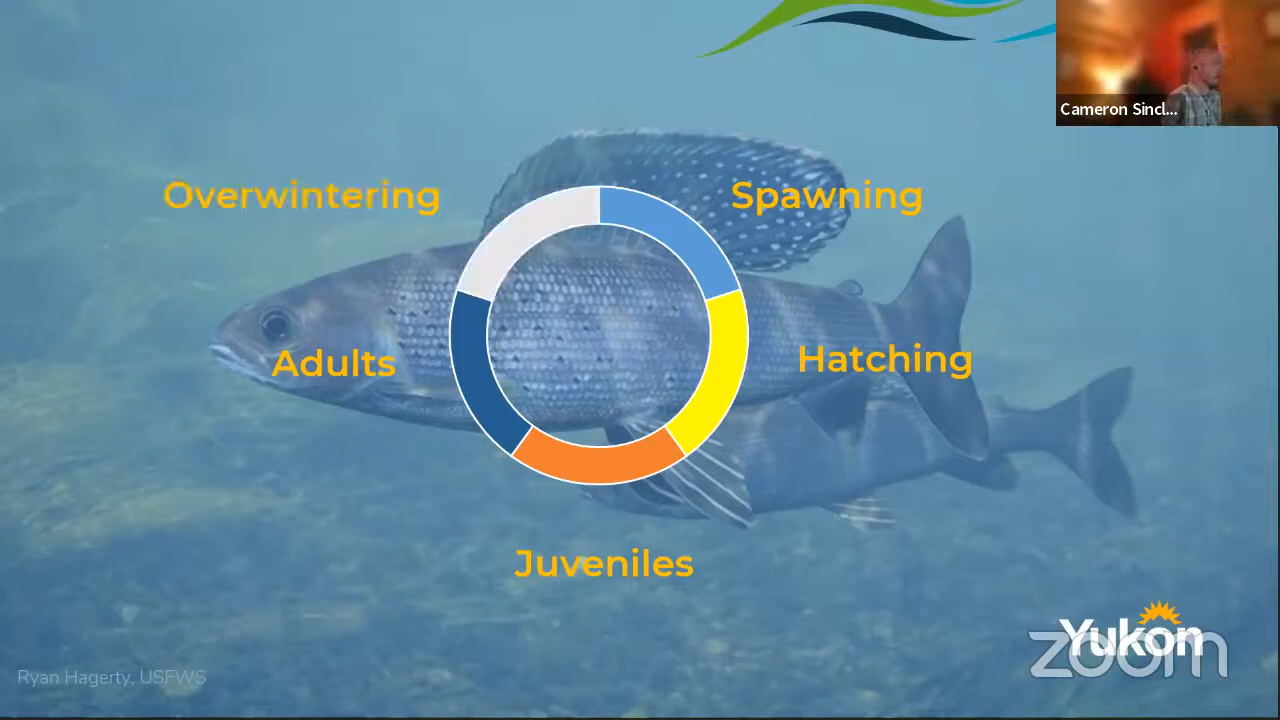 Cameron Sincl...
Overwintering
Spawning
Adults
Hatching
Juveniles
Yukon
zoom
Ryan Hagerty, USFWS